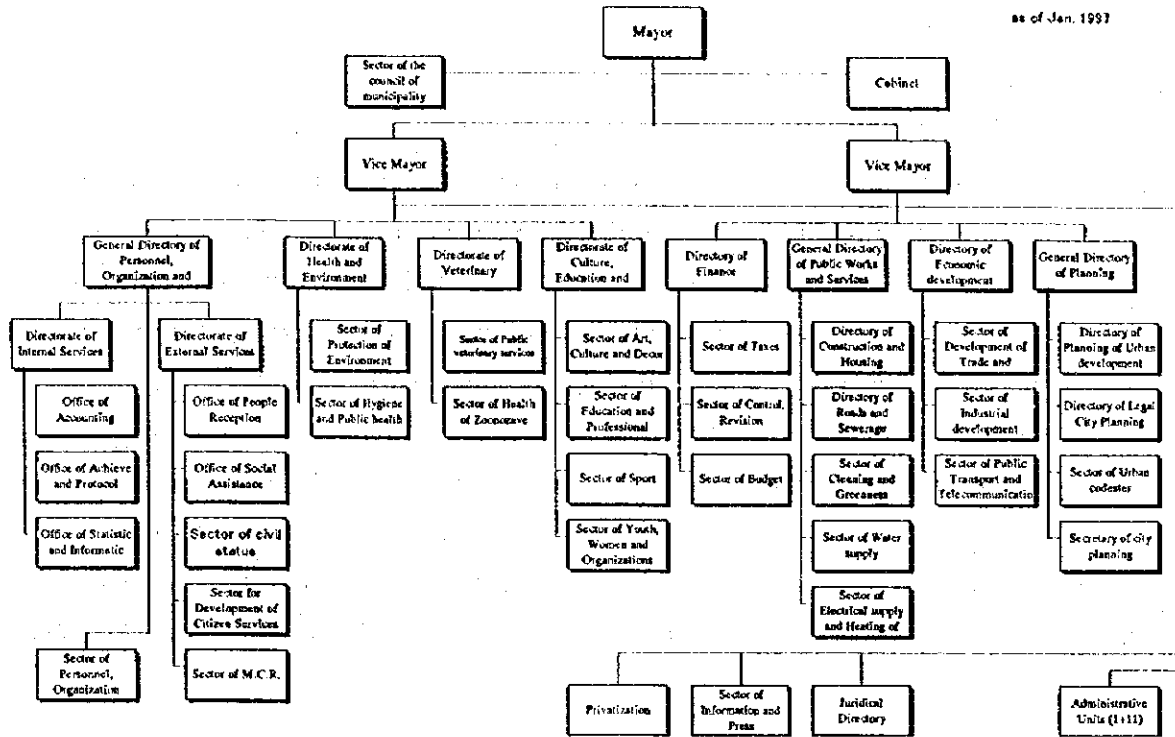 as of Jan. 1997
Mayor
Sector of the
council of
municipality
Cabinet
Vice Mayor
Vice Mayor
General Directory of
Personnel,
Organization and
Directorate of
Health and
Environment
Directorate of
Veterinary
Directorate of
Culture,
Education and
Directory of
Finance
General Directory
of Public Works
and Services
Directory of
Economic
development
General Directory
of Planning
Directorate of
Internal Services
Directorate of
External Services
Sector of
Protection of
Environment
Sector of Public
veterinary services
Sector of Art,
Culture and Decor
Sector of Taxes
Directory of
Construction and
Housing
Sector of
Development of
Trade and
Directory of
Planning of Urban
development
Office of
Accounting
Office of People
Reception
Sector of Hygiene
and Public health
Sector of Health
of Zooporave
Sector of
Education and
Professional
Sector of Control,
Revision
Directory of
Roads and
Sewerage
Sector of
Industrial
development
Directory of Legal
City Planning
Office of Achieve
and Protocol
Office of Social
Assistance
Sector of Sport
Sector of Budget
Sector of
Cleaning and
Greeness
Sector of Public
Transport and
Telecommunicatio
Sector of Urban
codester
Office of Statistic
and Informatic
Sector of civil
status
Sector of Youth,
Women and
Organizations
Sector of Water
supply
Secretary of city
planning
Sector for
Development of
Citizen Services
Sector of
Electrical supply
and Heating of
Sector of
Personnel,
Organization
Sector of M.C.R.
Privatization
Sector of
Information and
Press
Juridical
Directory
Administrative
Units (1+11)